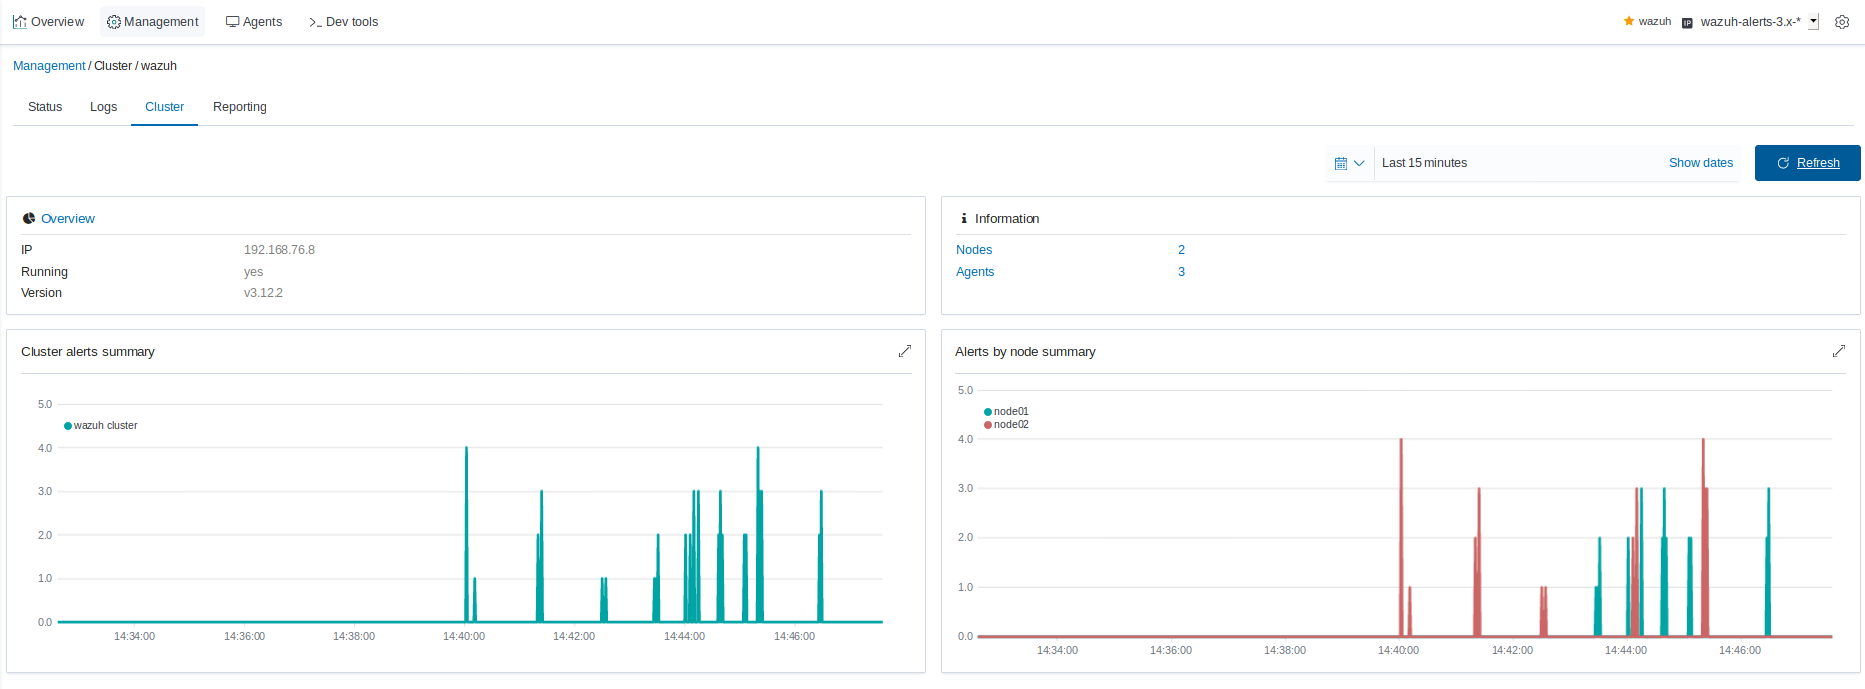 Overview Management Agents >_ Dev tools wazuh IP wazuh-alerts-3.x-*
Management / Cluster / wazuh
Status Logs Cluster Reporting
Last 15 minutes Show dates Refresh
Overview
IP 192.168.76.8
Running yes
Version v3.12.2
Information
Nodes 2
Agents 3
Cluster alerts summary
5.0
wazuh cluster
4.0
3.0
2.0
1.0
0.0
14:34:00 14:36:00 14:38:00 14:40:00 14:42:00 14:44:00 14:46:00
Alerts by node summary
5.0
node01
node02
4.0
3.0
2.0
1.0
0.0
14:34:00 14:36:00 14:38:00 14:40:00 14:42:00 14:44:00 14:46:00